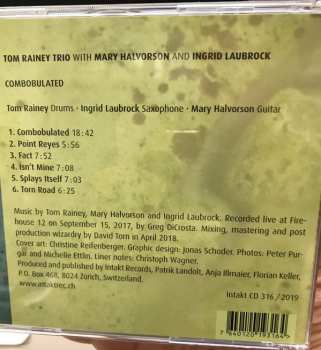 TOM RAINEY TRIO WITH MARY HALVORSON AND INGRID LAUBROCK
COMBOBULATED
Tom Rainey Drums · Ingrid Laubrock Saxophone · Mary Halvorson Guitar
1. Combobulated 18:42
2. Point Reyes 5:56
3. Fact 7:52
4. Isn't Mine 7:08
5. Splays Itself 7:03
6. Torn Road 6:25
Music by Tom Rainey, Mary Halvorson and Ingrid Laubrock. Recorded live at Fire-
house 12 on September 15, 2017, by Greg DiCrosta. Mixing, mastering and post
production wizardry by David Torn in April 2018.
Cover art: Christine Reifenberger. Graphic design: Jonas Schoder. Photos: Peter Pur-
gar and Michelle Ettlin. Liner notes: Christoph Wagner.
Produced and published by Intakt Records, Patrik Landolt, Anja Illmaier, Florian Keller,
P.O. Box 468, 8024 Zürich, Switzerland.
www.intaktrec.ch
Intakt CD 316 / 2019
7 640120 193164